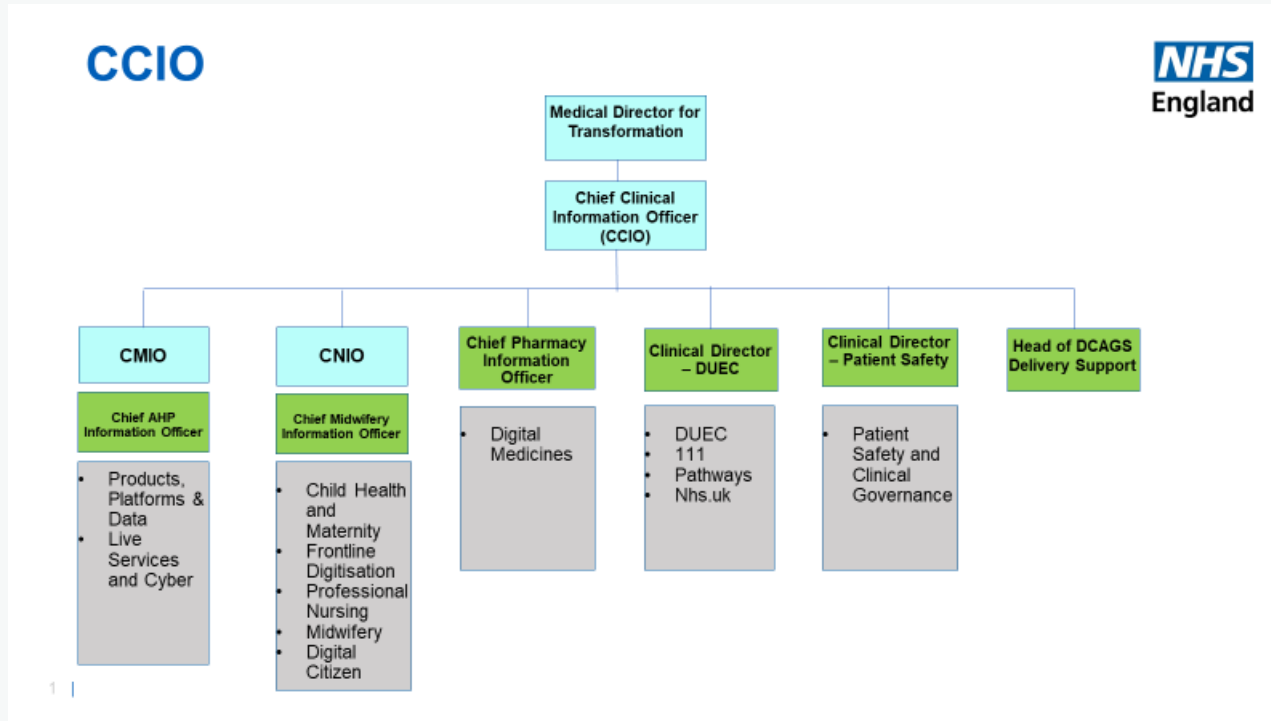 CCIO
NHS
England
Medical Director for
Transformation
Chief Clinical
Information Officer
(CCIO)
CMIO
Chief AHP
Information Officer
• Products,
Platforms &
Data
• Live
Services
and Cyber
CNIO
Chief Midwifery
Information Officer
• Child Health
and
Maternity
• Frontline
Digitisation
• Professional
Nursing
• Midwifery
• Digital
Citizen
Chief Pharmacy
Information
Officer
• Digital
Medicines
Clinical Director
– DUEC
• DUEC
• 111
• Pathways
• Nhs.uk
Clinical Director
– Patient Safety
• Patient
Safety and
Clinical
Governance
Head of DCAGS
Delivery Support
1 |